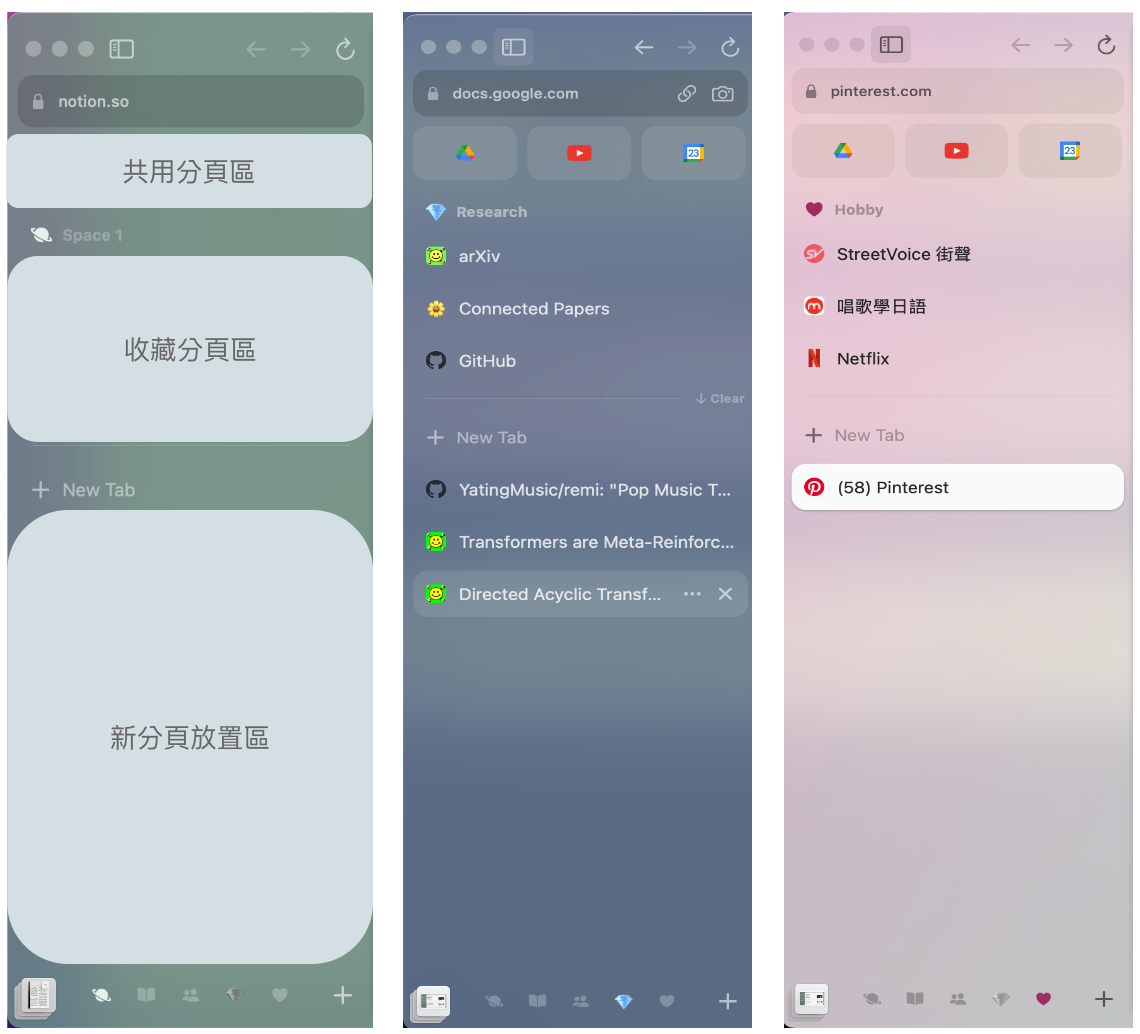 notion.so
共用分頁區
Space 1
收藏分頁區
New Tab
新分頁放置區
docs.google.com
23
Research
arXiv
Connected Papers
GitHub
Clear
New Tab
YatingMusic/remi: "Pop Music T...
Transformers are Meta-Reinforc...
Directed Acyclic Transf...
pinterest.com
23
Hobby
StreetVoice 街聲
唱歌學日語
Netflix
New Tab
(58) Pinterest